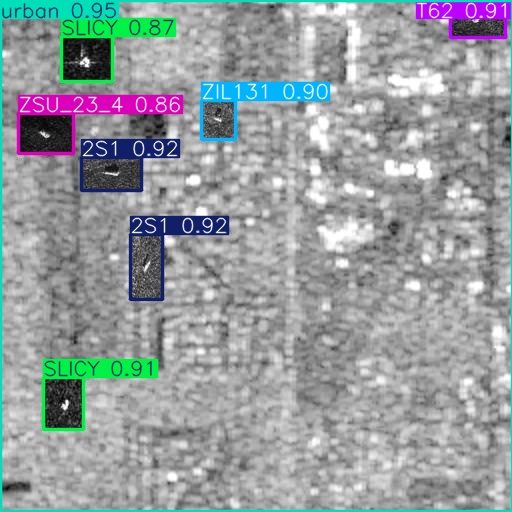 urban 0.95
T62 0.91
SLICY 0.87
ZIL131 0.90
ZSU_23_4 0.86
2S1 0.92
2S1 0.92
SLICY 0.91